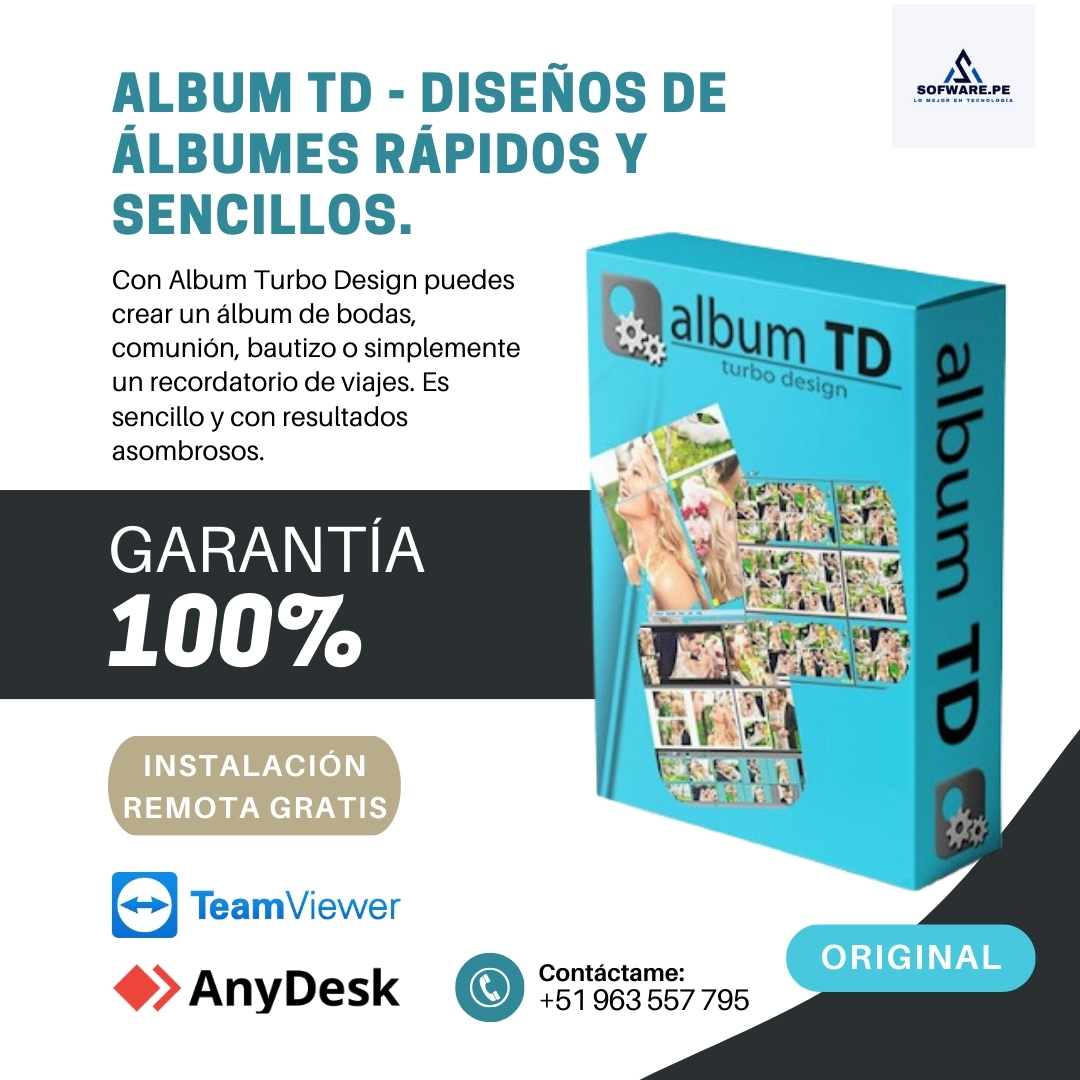 SOFWARE.PE
LO MEJOR EN TECNOLOGÍA
ALBUM TD - DISEÑOS DE
ÁLBUMES RÁPIDOS Y
SENCILLOS.
Con Album Turbo Design puedes
crear un álbum de bodas,
comunión, bautizo o simplemente
un recordatorio de viajes. Es
sencillo y con resultados
asombrosos.
album TD
turbo design
album TD
GARANTÍA
100%
INSTALACIÓN
REMOTA GRATIS
TeamViewer
AnyDesk
Contáctame:
+51 963 557 795
ORIGINAL